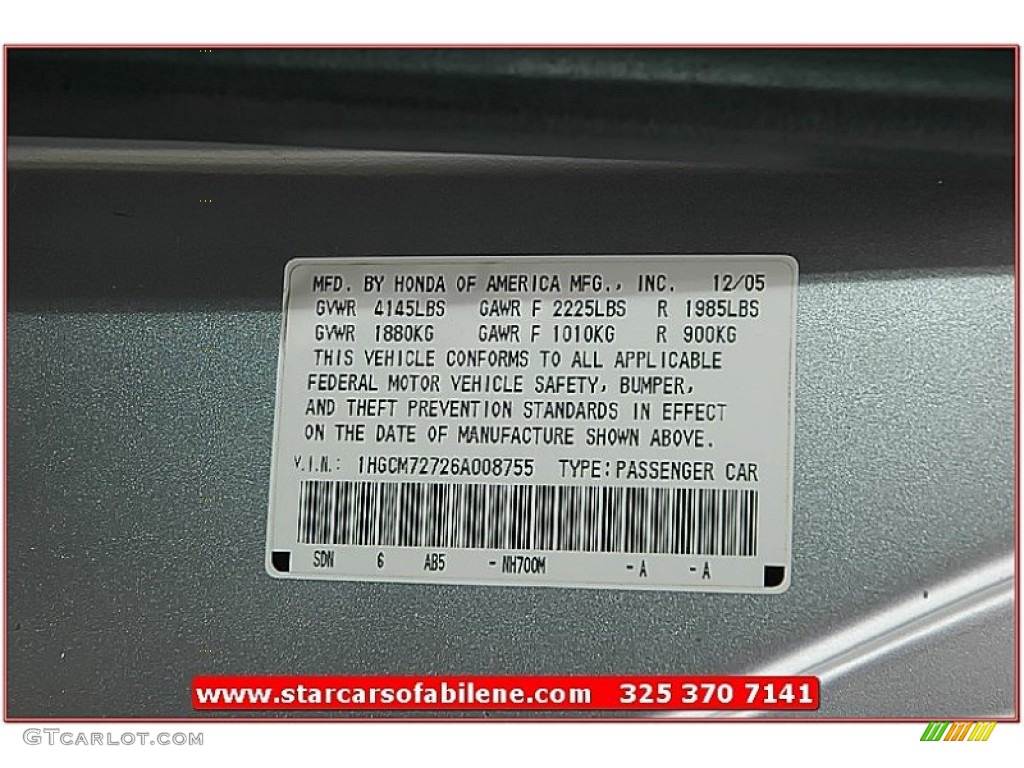 MFD. BY HONDA OF AMERICA MFG., INC. 12/05
GVWR 4145LBS GAWR F 2225LBS R 1985LBS
GVWR 1880KG GAWR F 1010KG R 900KG
THIS VEHICLE CONFORMS TO ALL APPLICABLE
FEDERAL MOTOR VEHICLE SAFETY, BUMPER,
AND THEFT PREVENTION STANDARDS IN EFFECT
ON THE DATE OF MANUFACTURE SHOWN ABOVE.
V.I.N.: 1HGCM72726A008755 TYPE:PASSENGER CAR
SDN 6 AB5 -NH700M -A -A
www.starcarsofabilene.com 325 370 7141
GTcarlot.com